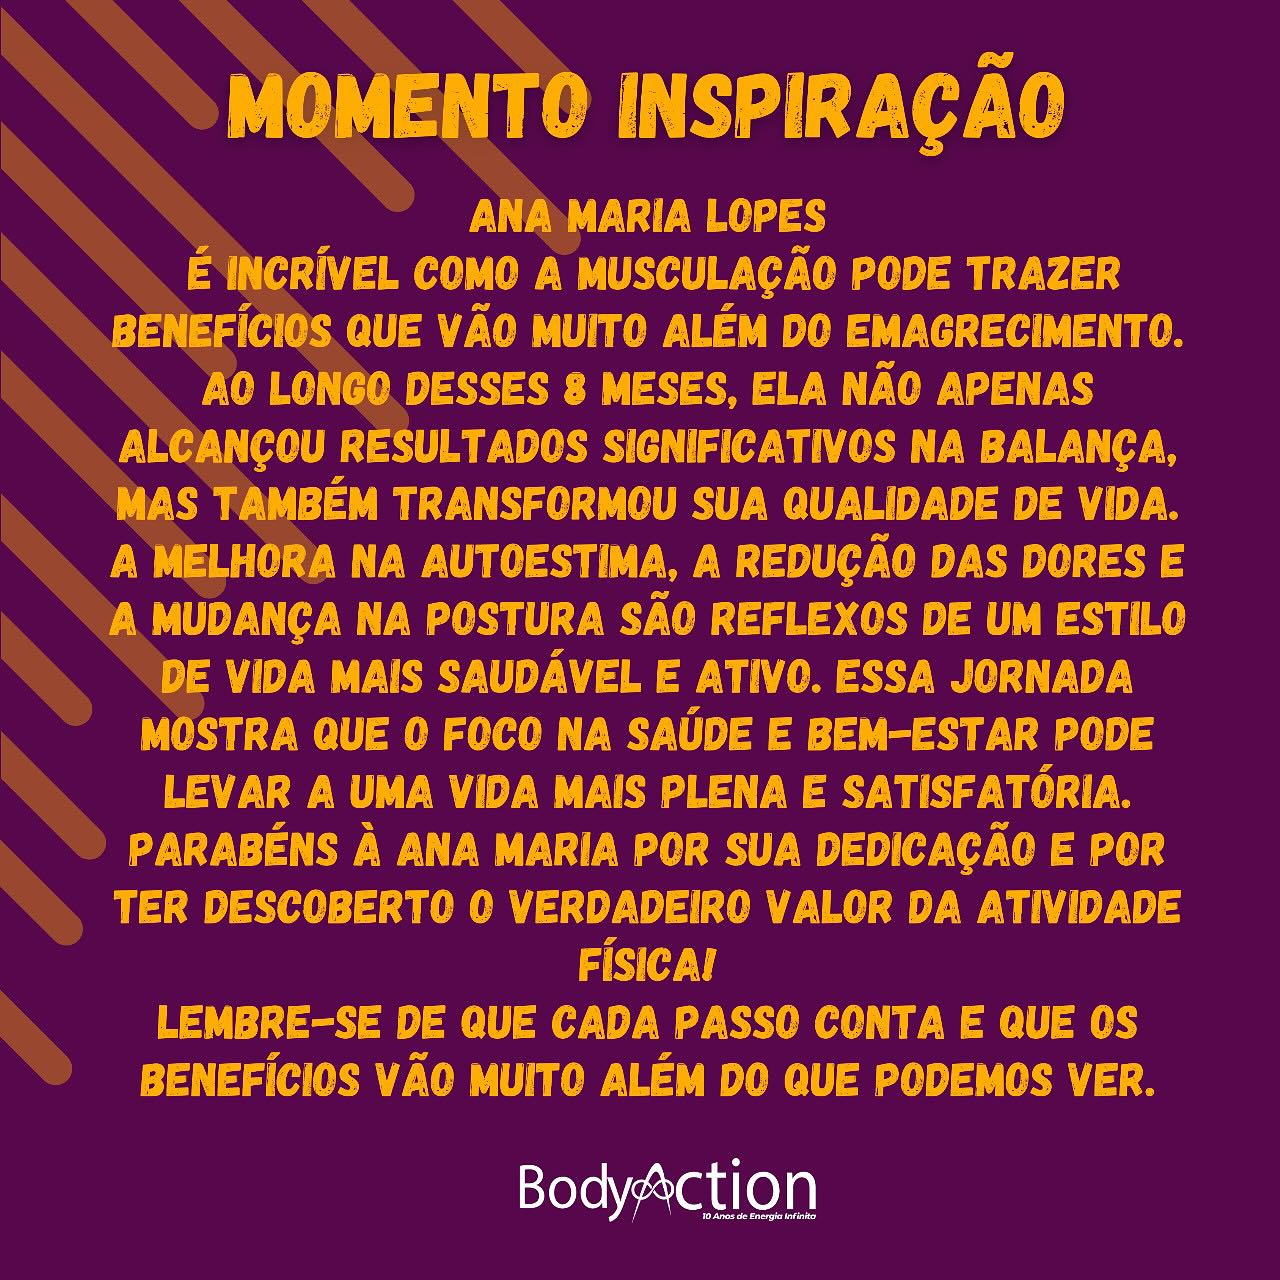 MOMENTO INSPIRAÇÃO
ANA MARIA LOPES
É INCRÍVEL COMO A MUSCULAÇÃO PODE TRAZER
BENEFÍCIOS QUE VÃO MUITO ALÉM DO EMAGRECIMENTO.
AO LONGO DESSES 8 MESES, ELA NÃO APENAS
ALCANÇOU RESULTADOS SIGNIFICATIVOS NA BALANÇA,
MAS TAMBÉM TRANSFORMOU SUA QUALIDADE DE VIDA.
A MELHORA NA AUTOESTIMA, A REDUÇÃO DAS DORES E
A MUDANÇA NA POSTURA SÃO REFLEXOS DE UM ESTILO
DE VIDA MAIS SAUDÁVEL E ATIVO. ESSA JORNADA
MOSTRA QUE O FOCO NA SAÚDE E BEM-ESTAR PODE
LEVAR A UMA VIDA MAIS PLENA E SATISFATÓRIA.
PARABÉNS À ANA MARIA POR SUA DEDICAÇÃO E POR
TER DESCOBERTO O VERDADEIRO VALOR DA ATIVIDADE
FÍSICA!
LEMBRE-SE DE QUE CADA PASSO CONTA E QUE OS
BENEFÍCIOS VÃO MUITO ALÉM DO QUE PODEMOS VER.
BodyAction
10 Anos de Energia Infinita